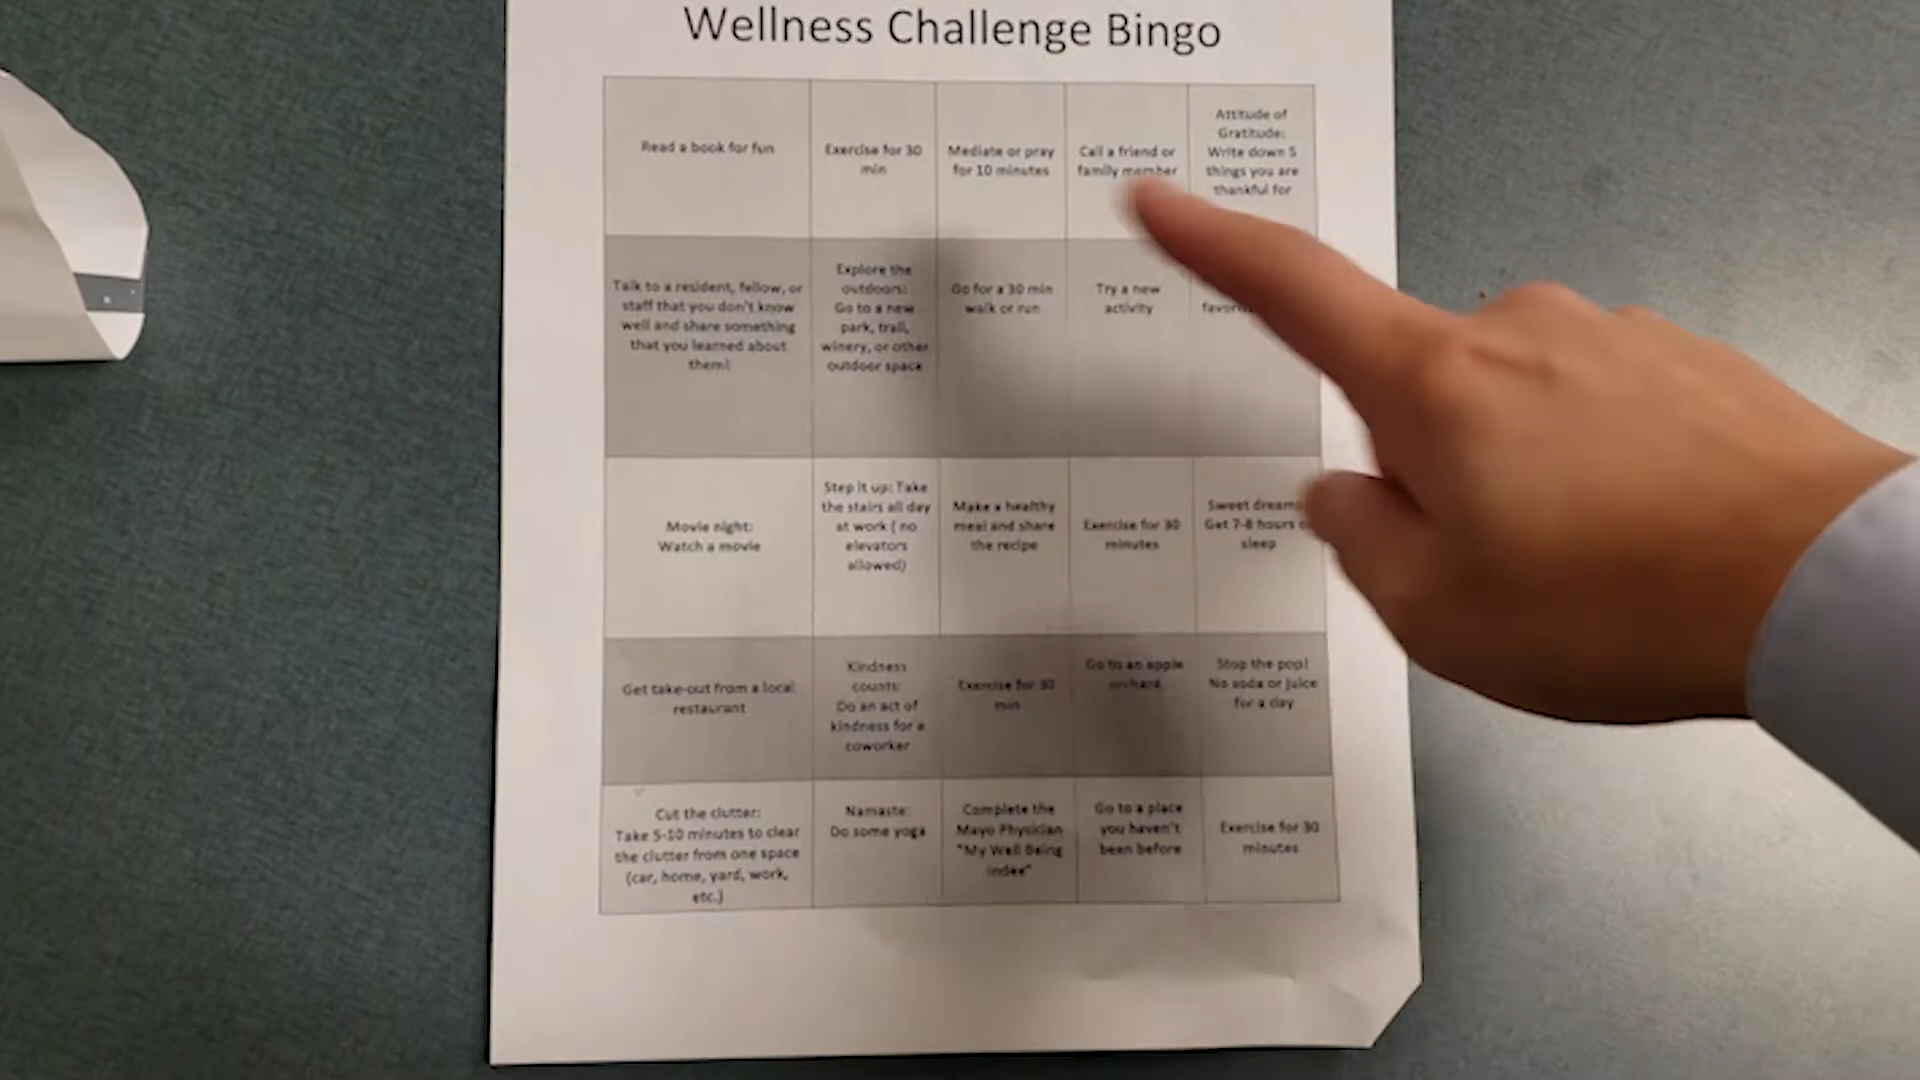 Wellness Challenge Bingo
Read a book for fun
Exercise for 30
min
Mediate or pray
for 10 minutes
Call a friend or
family member
Attitude of
Gratitude:
Write down 5
things you are
thankful for
Talk to a resident, fellow, or
staff that you don't know
well and share something
that you learned about
them!
Explore the
outdoors:
Go to a new
park, trail,
winery, or other
outdoor space
Go for a 30 min
walk or run
Try a new
activity
Movie night:
Watch a movie
Step it up: Take
the stairs all day
at work ( no
elevators
allowed)
Make a healthy
meal and share
the recipe
Exercise for 30
minutes
Sweet dreams
Get 7-8 hours
sleep
Get take-out from a local
restaurant
Kindness
counts:
Do an act of
kindness for a
coworker
Exercise for 30
min
Go to an apple
orchard
Stop the pop!
No soda or juice
for a day
Cut the clutter:
Take 5-10 minutes to clear
the clutter from one space
(car, home, yard, work,
etc.)
Namaste:
Do some yoga
Complete the
Mayo Physician
"My Well Being
Index"
Go to a place
you haven't
been before
Exercise for 30
minutes